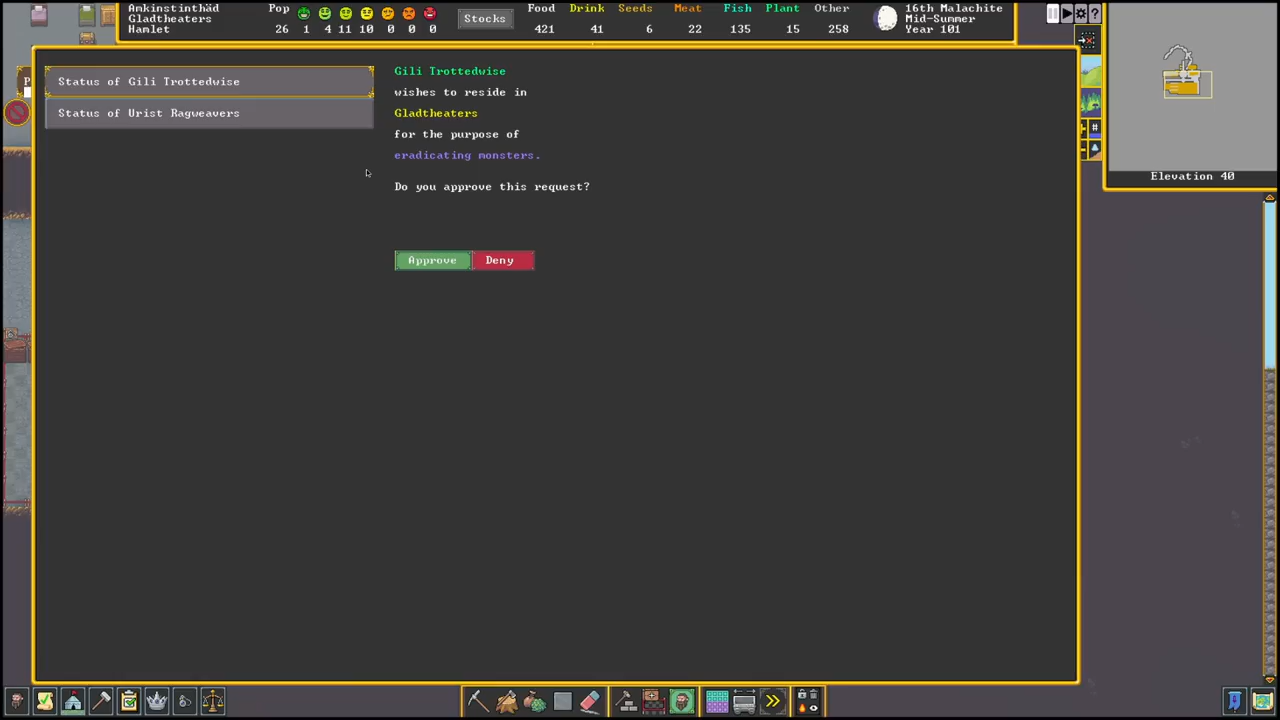 Amkinstinthäd
Gladtheaters
Hamlet
Pop
26 1 4 11 10 0 0 0
Stocks
Food Drink Seeds Meat Fish Plant Other
421 41 6 22 135 15 258
16th Malachite
Mid-Summer
Year 101
Status of Gili Trottedwise
Status of Urist Ragweavers
Gili Trottedwise
wishes to reside in
Gladtheaters
for the purpose of
eradicating monsters.
Do you approve this request?
Approve Deny
Elevation 40